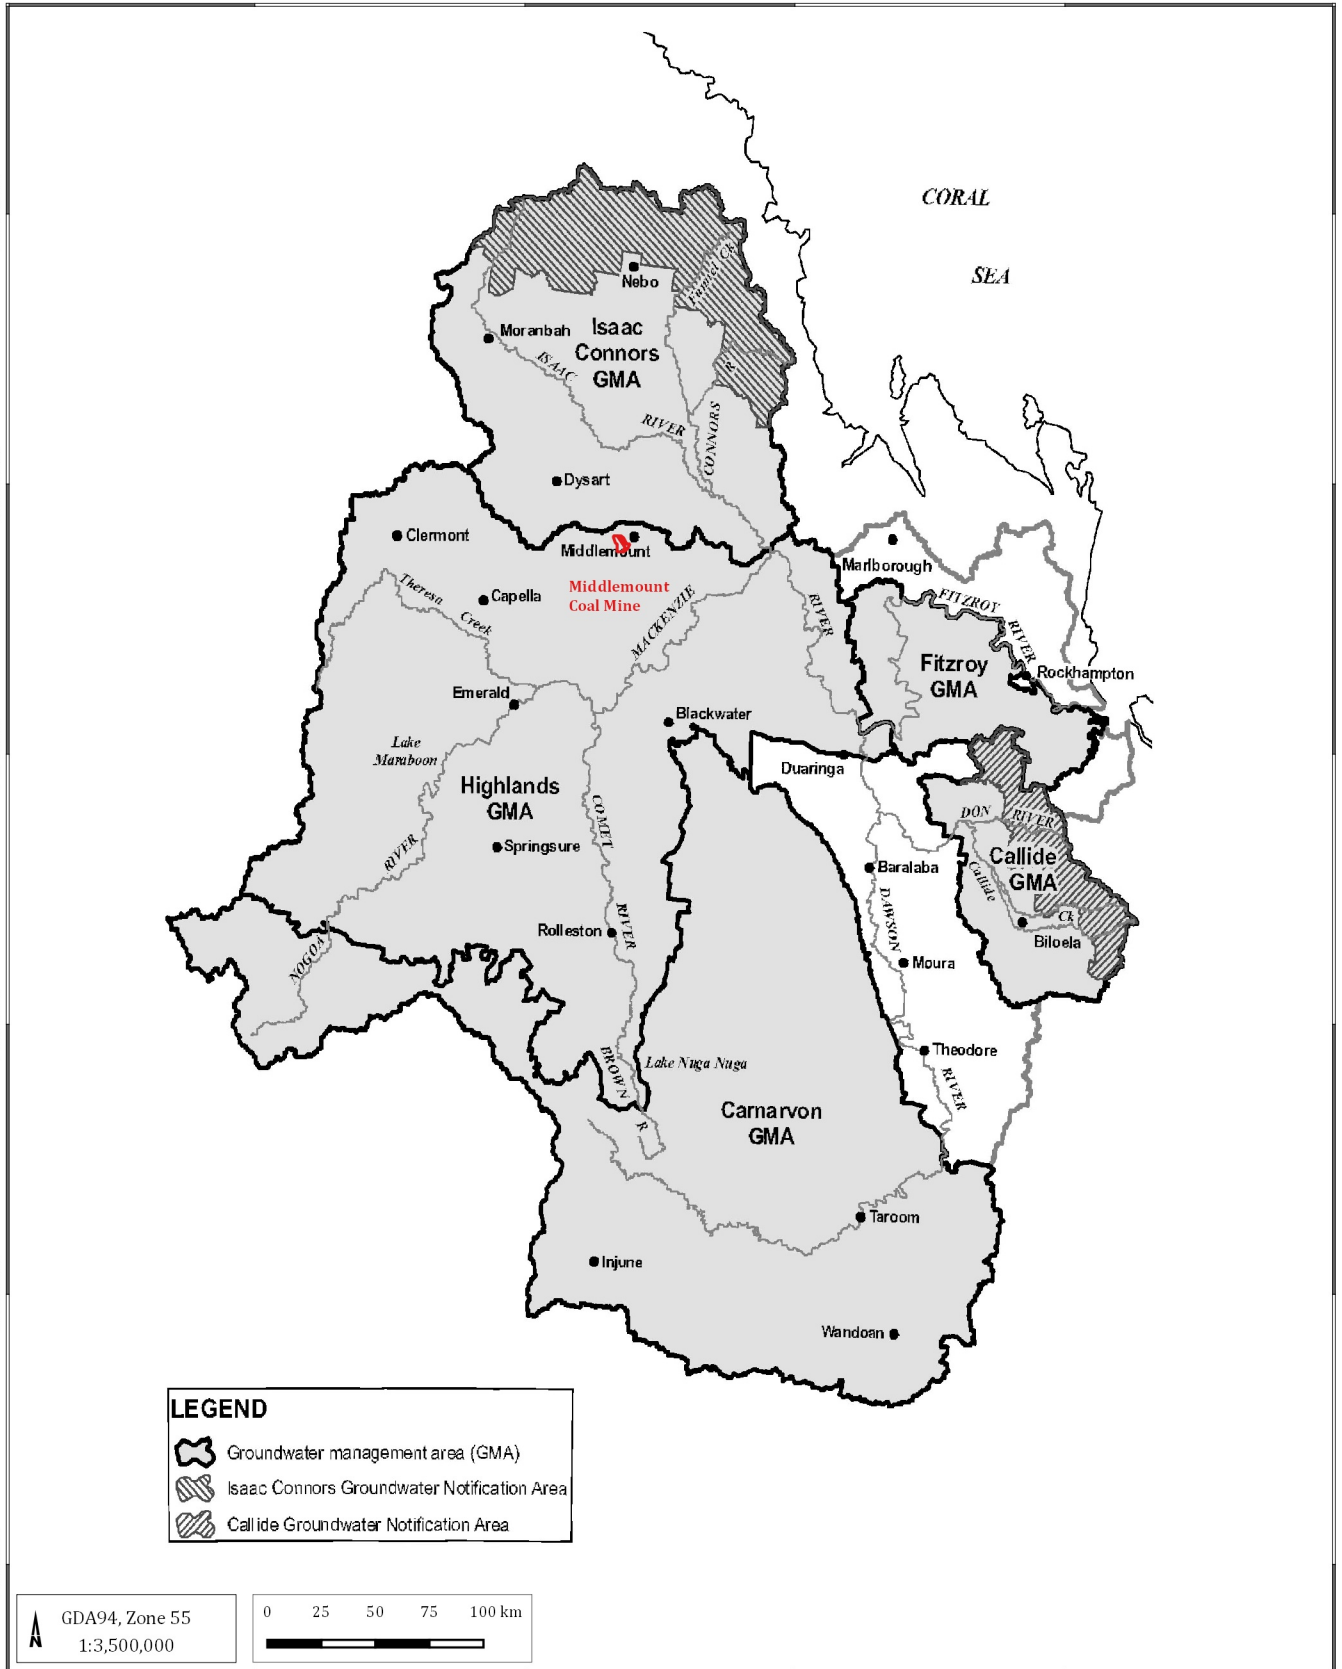 CORAL
SEA
Funnel Ck
Nebo
Moranbah
Isaac
Connors
GMA
ISAAC
RIVER
CONNORS
R
Dysart
Clermont
Middlemount
Middlemount
Coal Mine
Marlborough
Theresa
Creek
Capella
MACKENZIE
RIVER
FITZROY
RIVER
Fitzroy
GMA
Rockhampton
Emerald
Blackwater
Lake
Maraboon
Duaringa
Highlands
GMA
COMET
DON
RIVER
Springsure
RIVER
Callide
GMA
Baralaba
Callide
Ck
DAWSON
Rolleston
RIVER
Biloela
NOGOA
Moura
Theodore
BROWN
Lake Nuga Nuga
RIVER
R
Carnarvon
GMA
Taroom
Injune
Wandoan
LEGEND
Groundwater management area (GMA)
Isaac Connors Groundwater Notification Area
Callide Groundwater Notification Area
N
GDA94, Zone 55
1:3,500,000
0 25 50 75 100 km